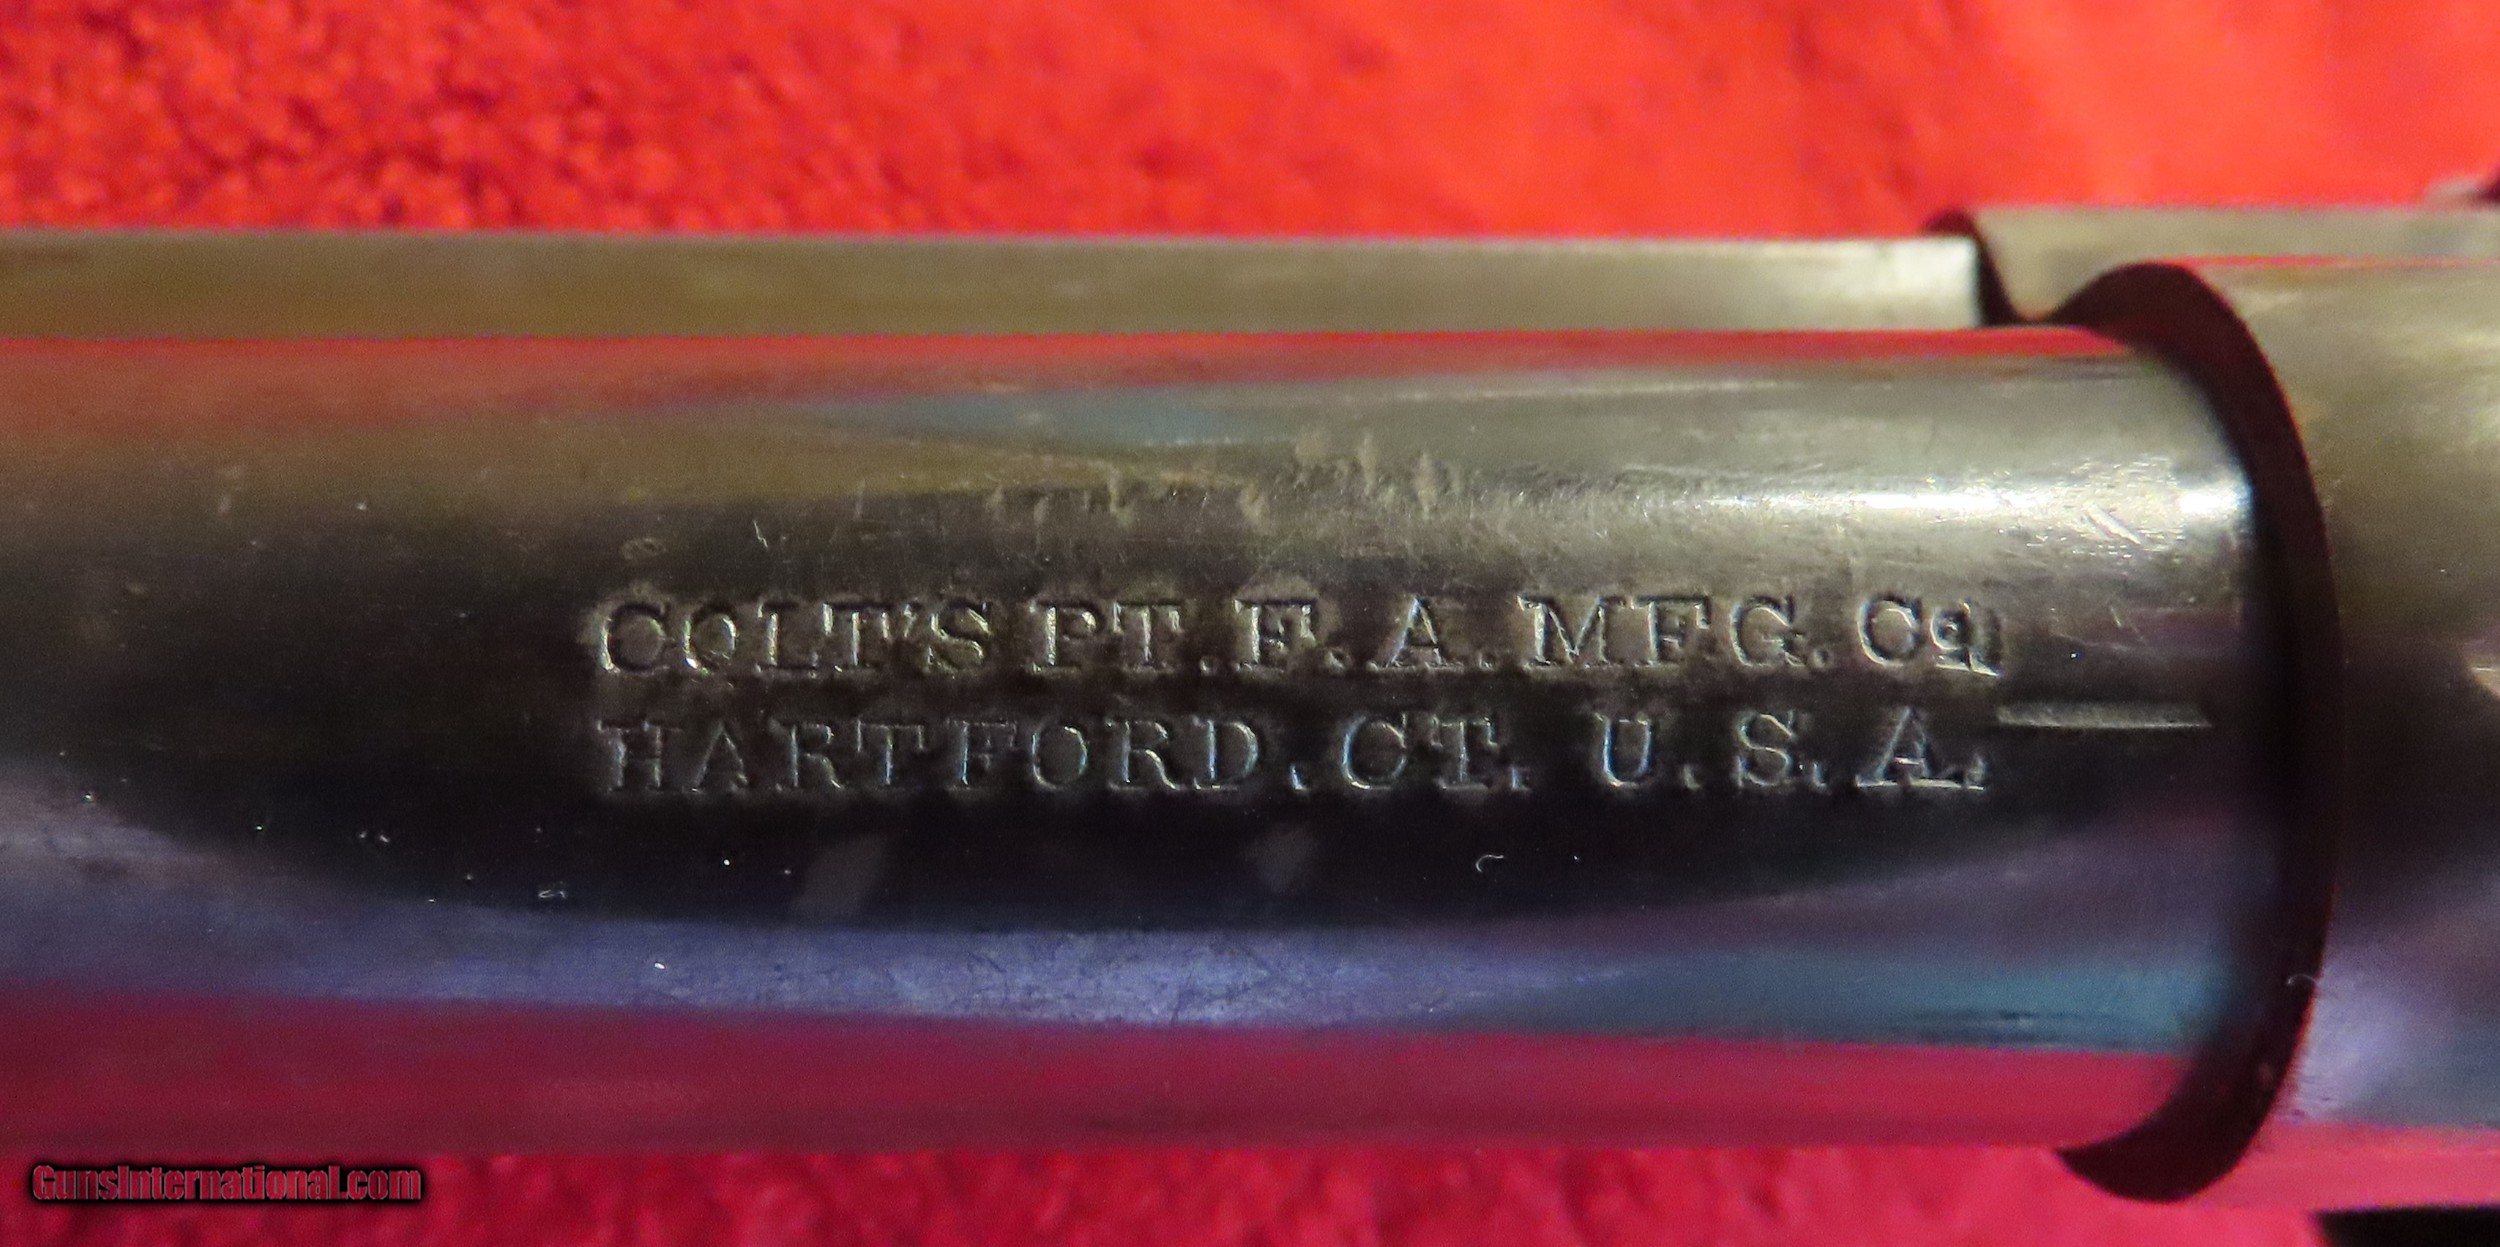 COLT'S PT. F. A. MFG. Co
HARTFORD. CT. U. S. A.
GunsInternational.com